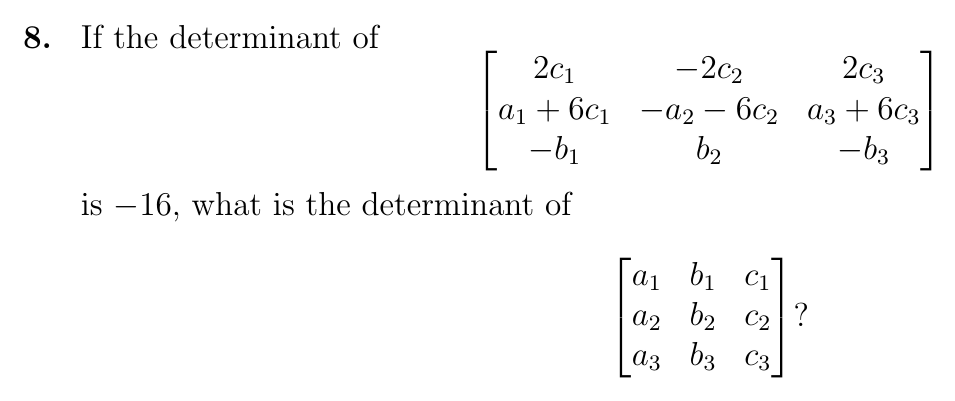 8. If the determinant of
2c₁ −2c₂ 2c₃
a₁ + 6c₁ −a₂ − 6c₂ a₃ + 6c₃
−b₁ b₂ −b₃
is −16, what is the determinant of
a₁ b₁ c₁
a₂ b₂ c₂ ?
a₃ b₃ c₃